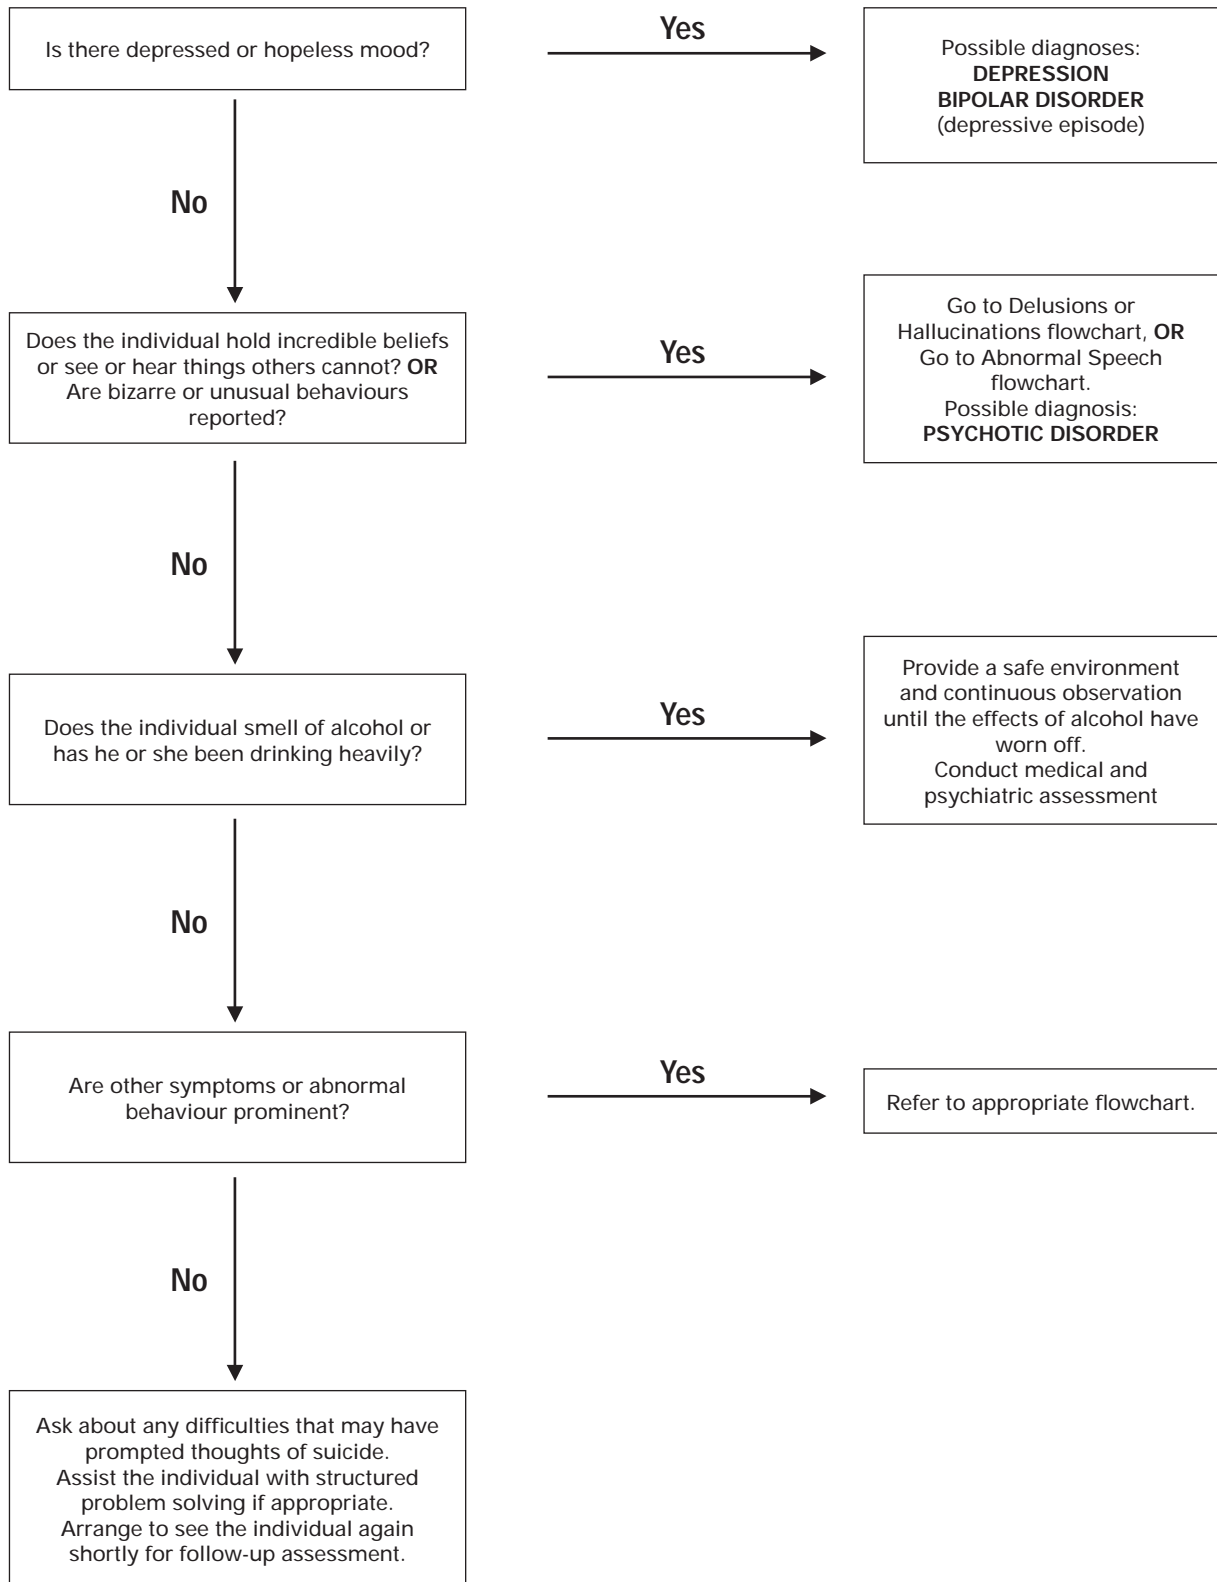 Is there depressed or hopeless mood?
Yes
Possible diagnoses:
DEPRESSION
BIPOLAR DISORDER
(depressive episode)
No
Does the individual hold incredible beliefs
or see or hear things others cannot? OR
Are bizarre or unusual behaviours
reported?
Yes
Go to Delusions or
Hallucinations flowchart, OR
Go to Abnormal Speech
flowchart.
Possible diagnosis:
PSYCHOTIC DISORDER
No
Does the individual smell of alcohol or
has he or she been drinking heavily?
Yes
Provide a safe environment
and continuous observation
until the effects of alcohol have
worn off.
Conduct medical and
psychiatric assessment
No
Are other symptoms or abnormal
behaviour prominent?
Yes
Refer to appropriate flowchart.
No
Ask about any difficulties that may have
prompted thoughts of suicide.
Assist the individual with structured
problem solving if appropriate.
Arrange to see the individual again
shortly for follow-up assessment.